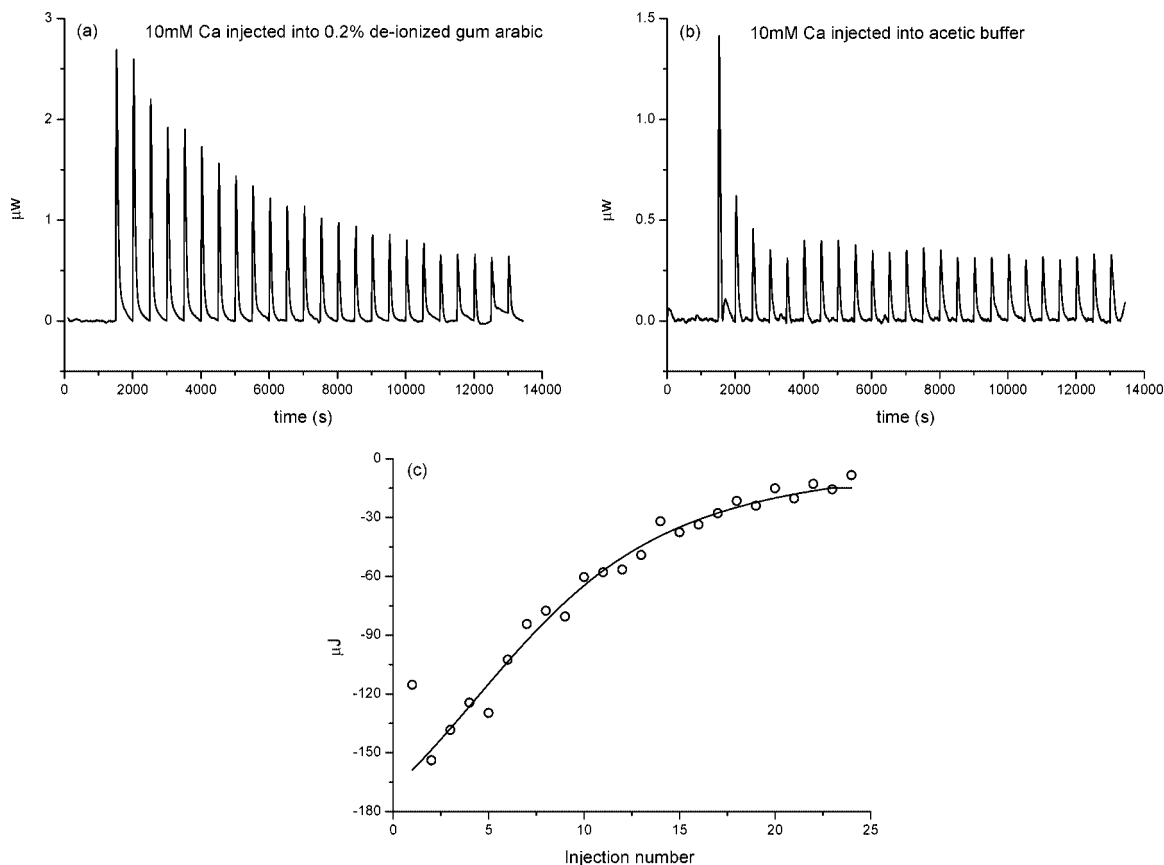 (a) 10mM Ca injected into 0.2% de-ionized gum arabic
3
2
1
0
μw
0 2000 4000 6000 8000 10000 12000 14000
time (s)
(b) 10mM Ca injected into acetic buffer
1.5
1.0
0.5
0.0
μw
0 2000 4000 6000 8000 10000 12000 14000
time (s)
(c)
0
-30
-60
-90
-120
-150
-180
μJ
0 5 10 15 20 25
Injection number